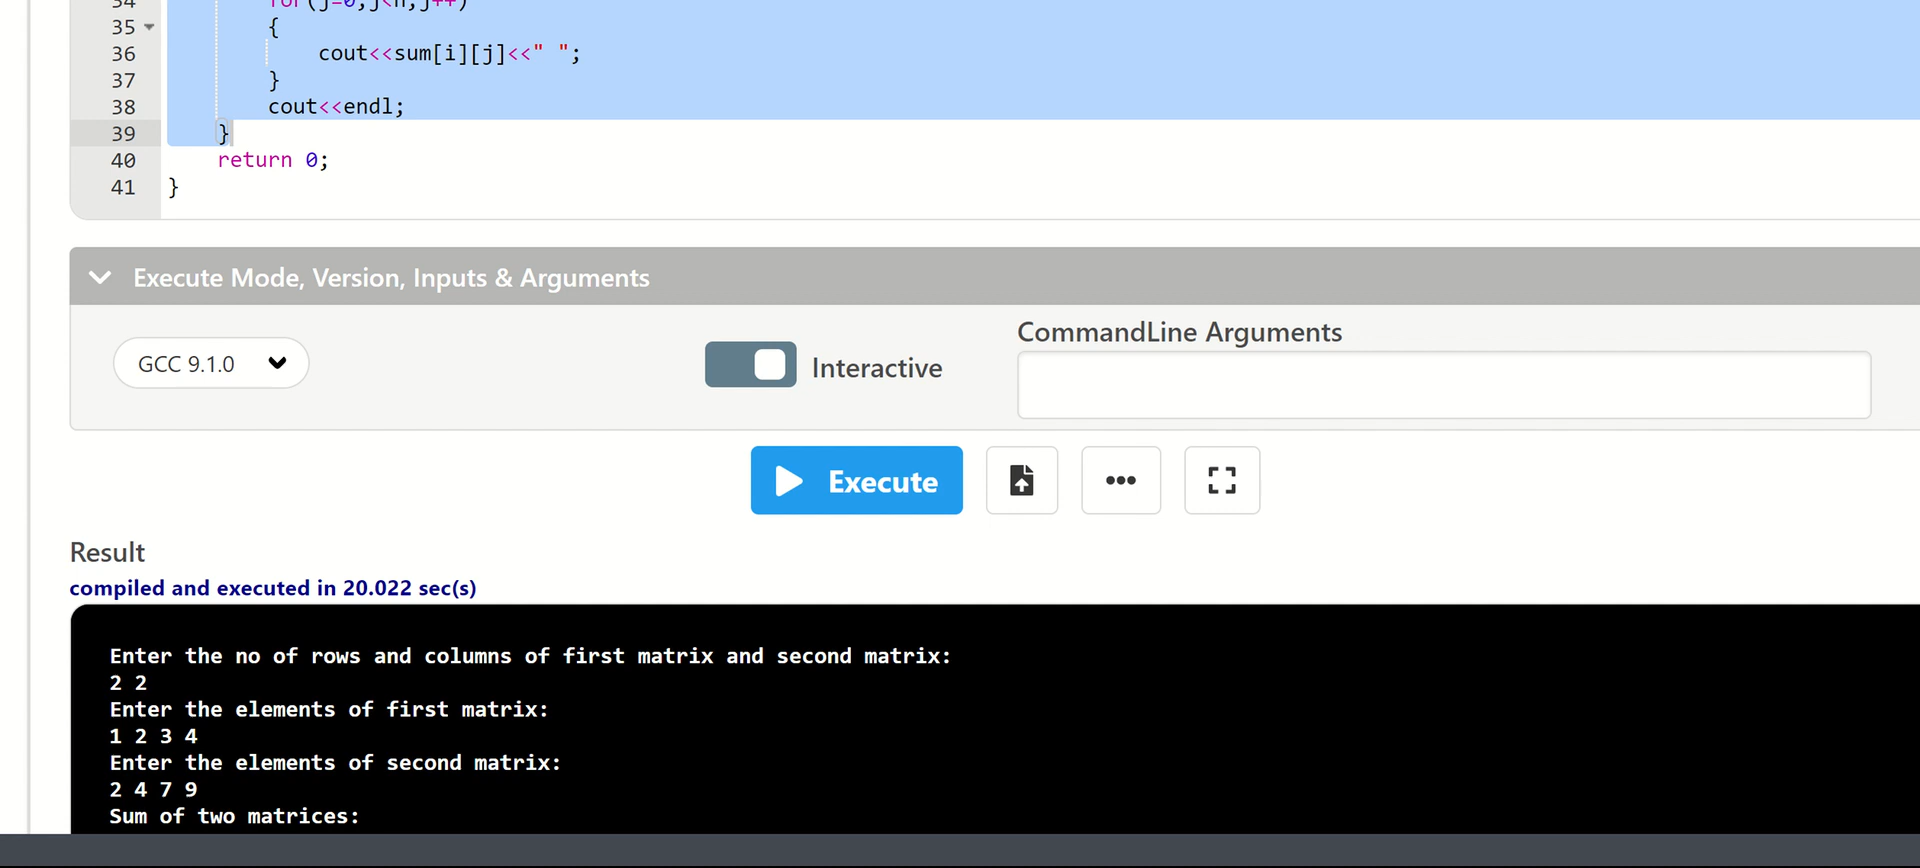 34 for(j=0;j<n;j++)
35 {
36 cout<<sum[i][j]<<" ";
37 }
38 cout<<endl;
39 }
40 return 0;
41 }
Execute Mode, Version, Inputs & Arguments
CommandLine Arguments
GCC 9.1.0
Interactive
Execute
Result
compiled and executed in 20.022 sec(s)
Enter the no of rows and columns of first matrix and second matrix:
2 2
Enter the elements of first matrix:
1 2 3 4
Enter the elements of second matrix:
2 4 7 9
Sum of two matrices: